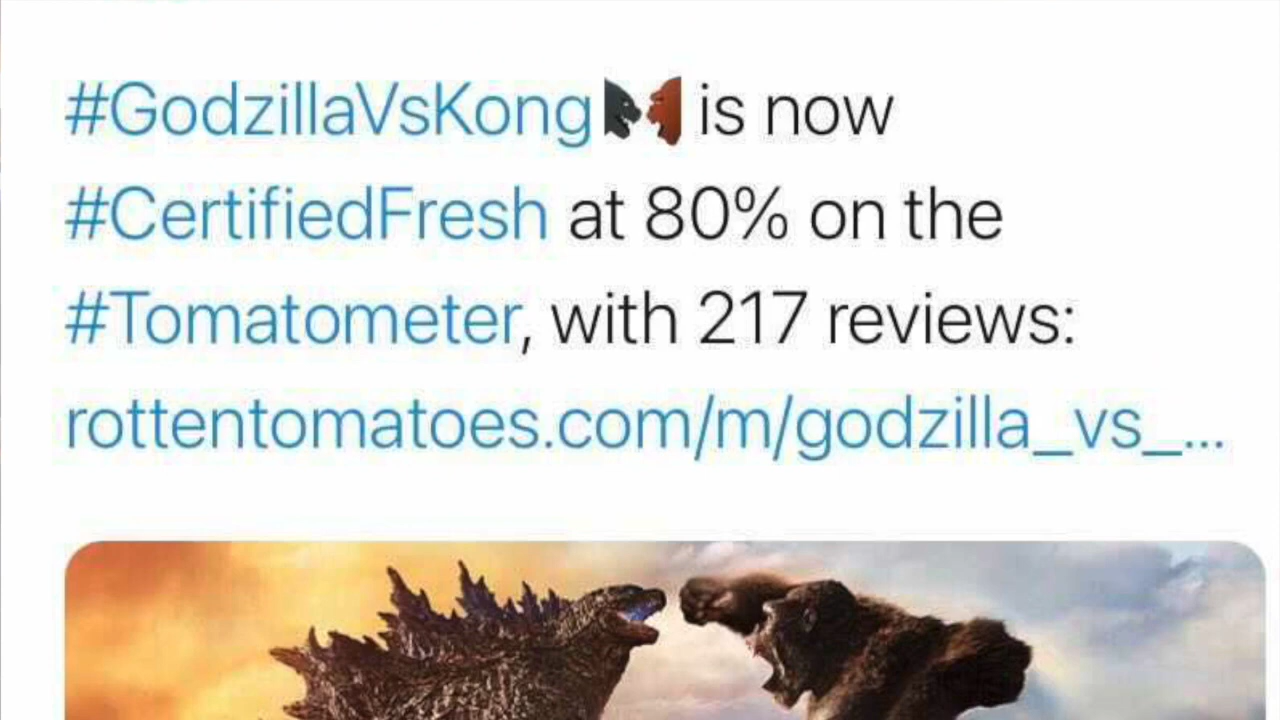 #GodzillaVsKong is now
#CertifiedFresh at 80% on the
#Tomatometer, with 217 reviews:
rottentomatoes.com/m/godzilla_vs_...